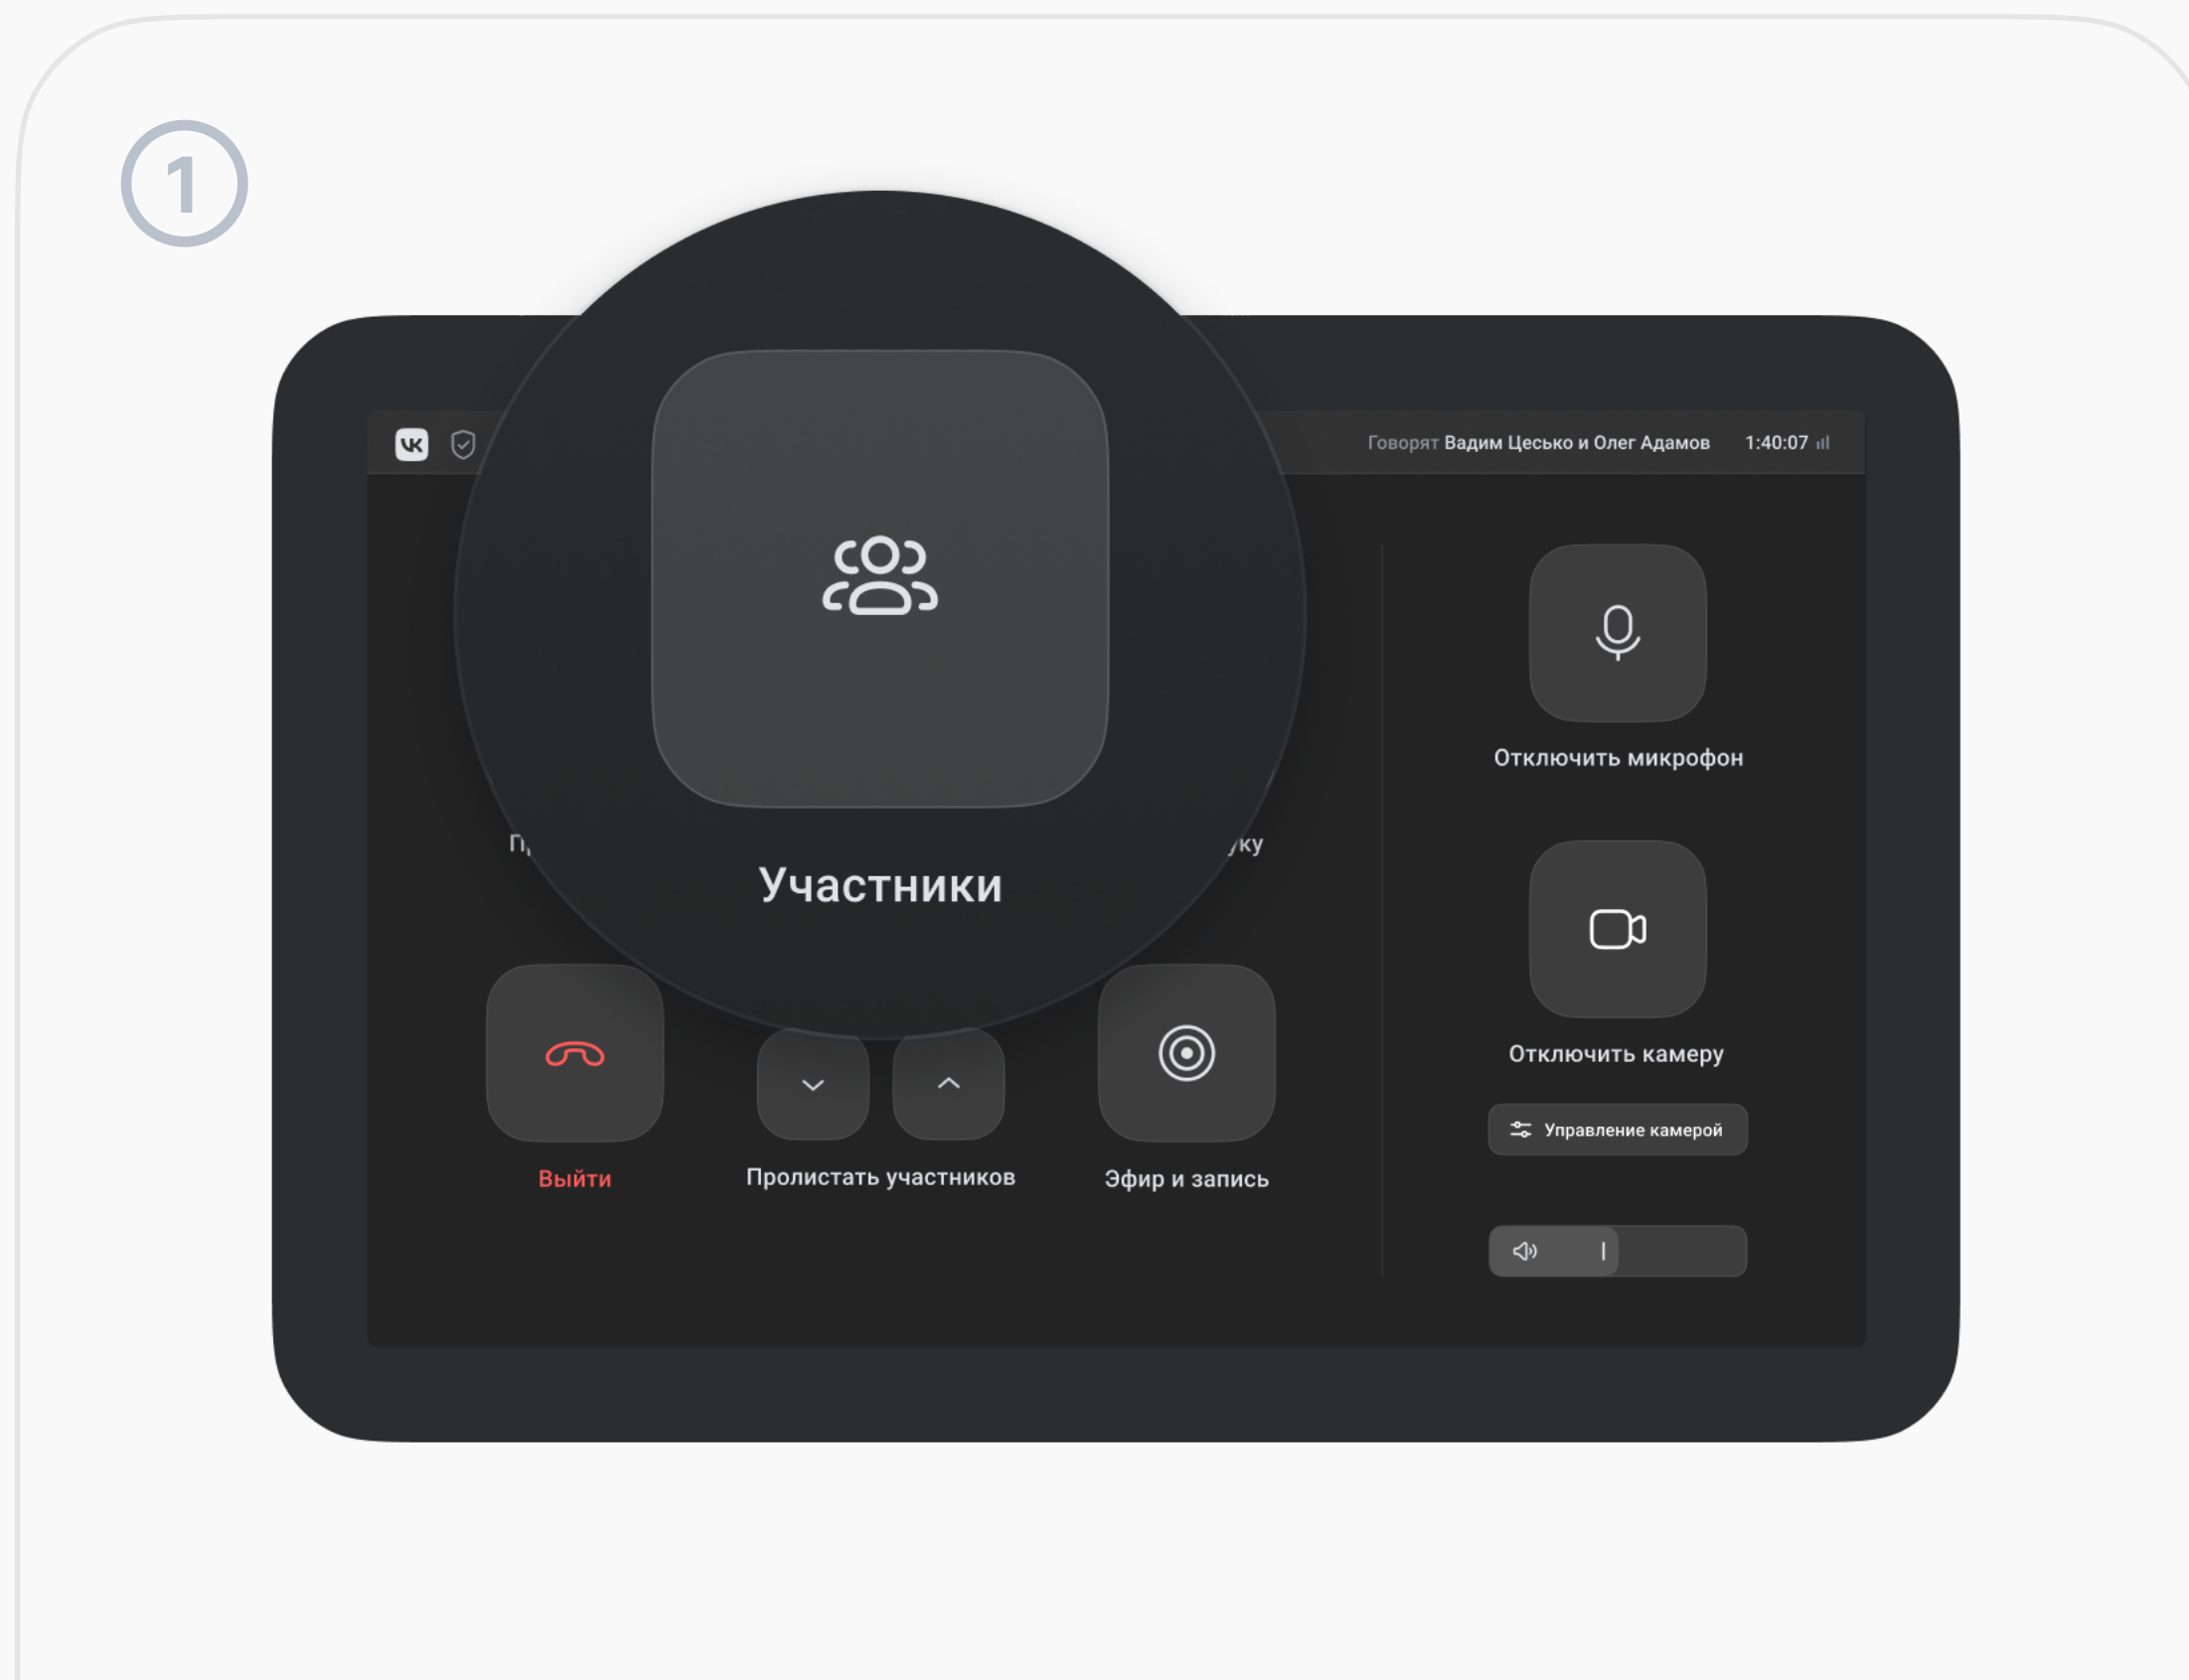 1
VK
Говорят Вадим Цесько и Олег Адамов
1:40:07
Участники
Отключить микрофон
Отключить камеру
Управление камерой
Выйти
Пролистать участников
Эфир и запись